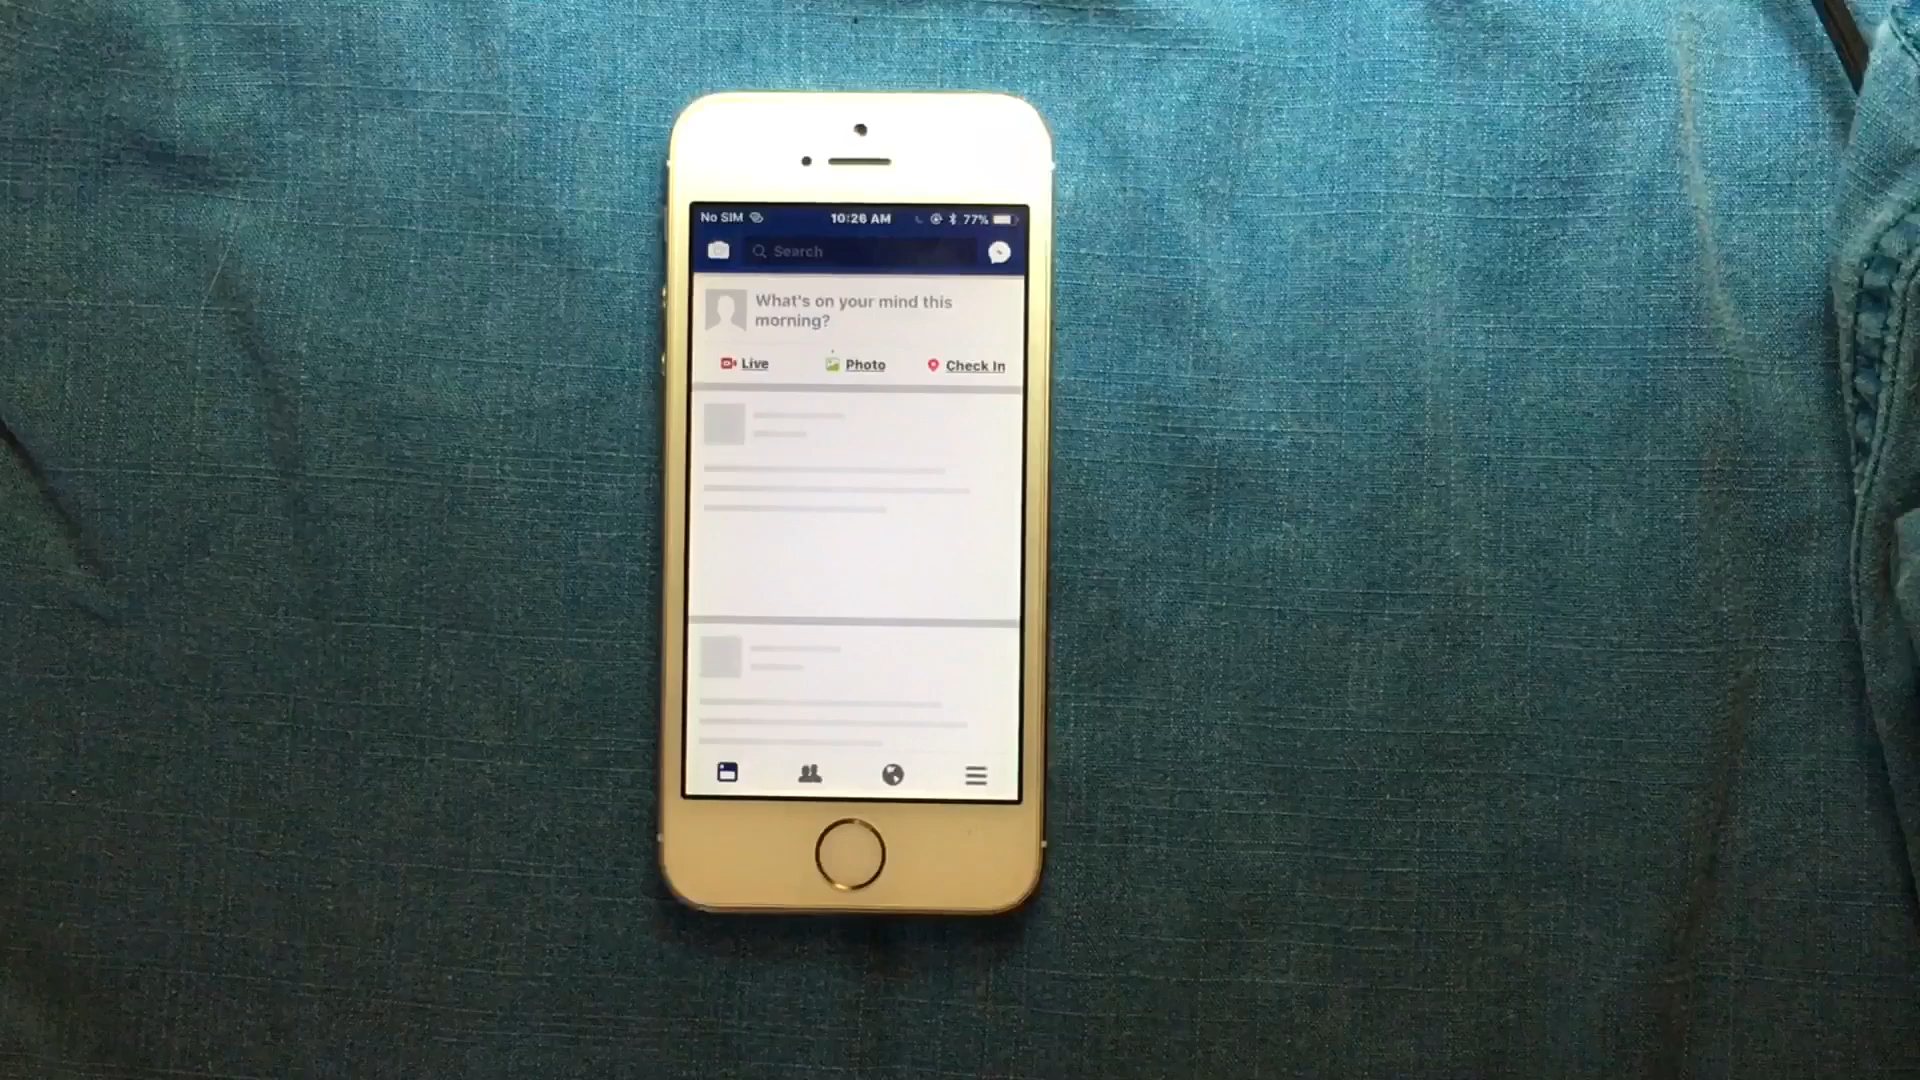 No SIM 10:26 AM 77%
Search
What's on your mind this
morning?
Live Photo Check In